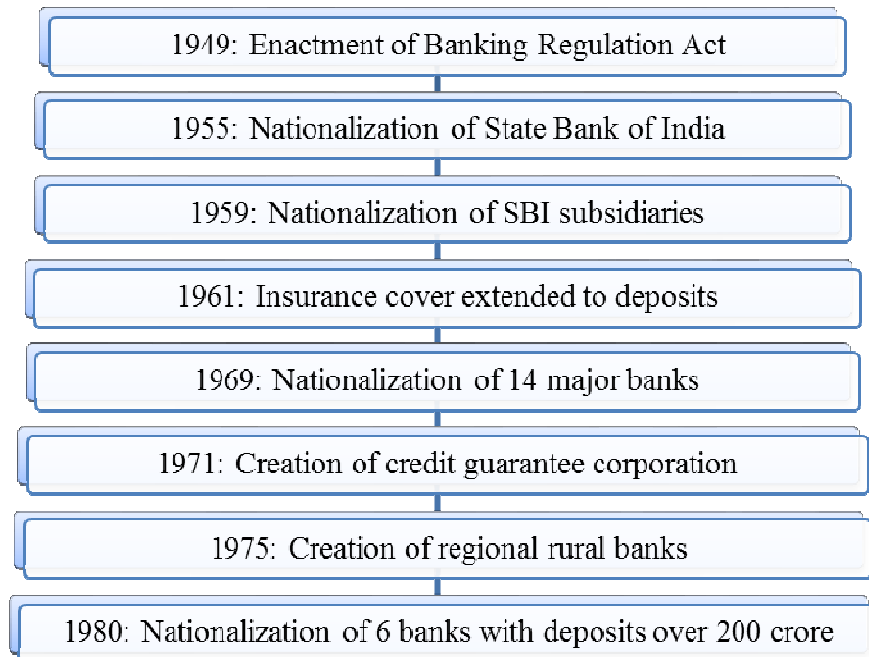 1949: Enactment of Banking Regulation Act
1955: Nationalization of State Bank of India
1959: Nationalization of SBI subsidiaries
1961: Insurance cover extended to deposits
1969: Nationalization of 14 major banks
1971: Creation of credit guarantee corporation
1975: Creation of regional rural banks
1980: Nationalization of 6 banks with deposits over 200 crore